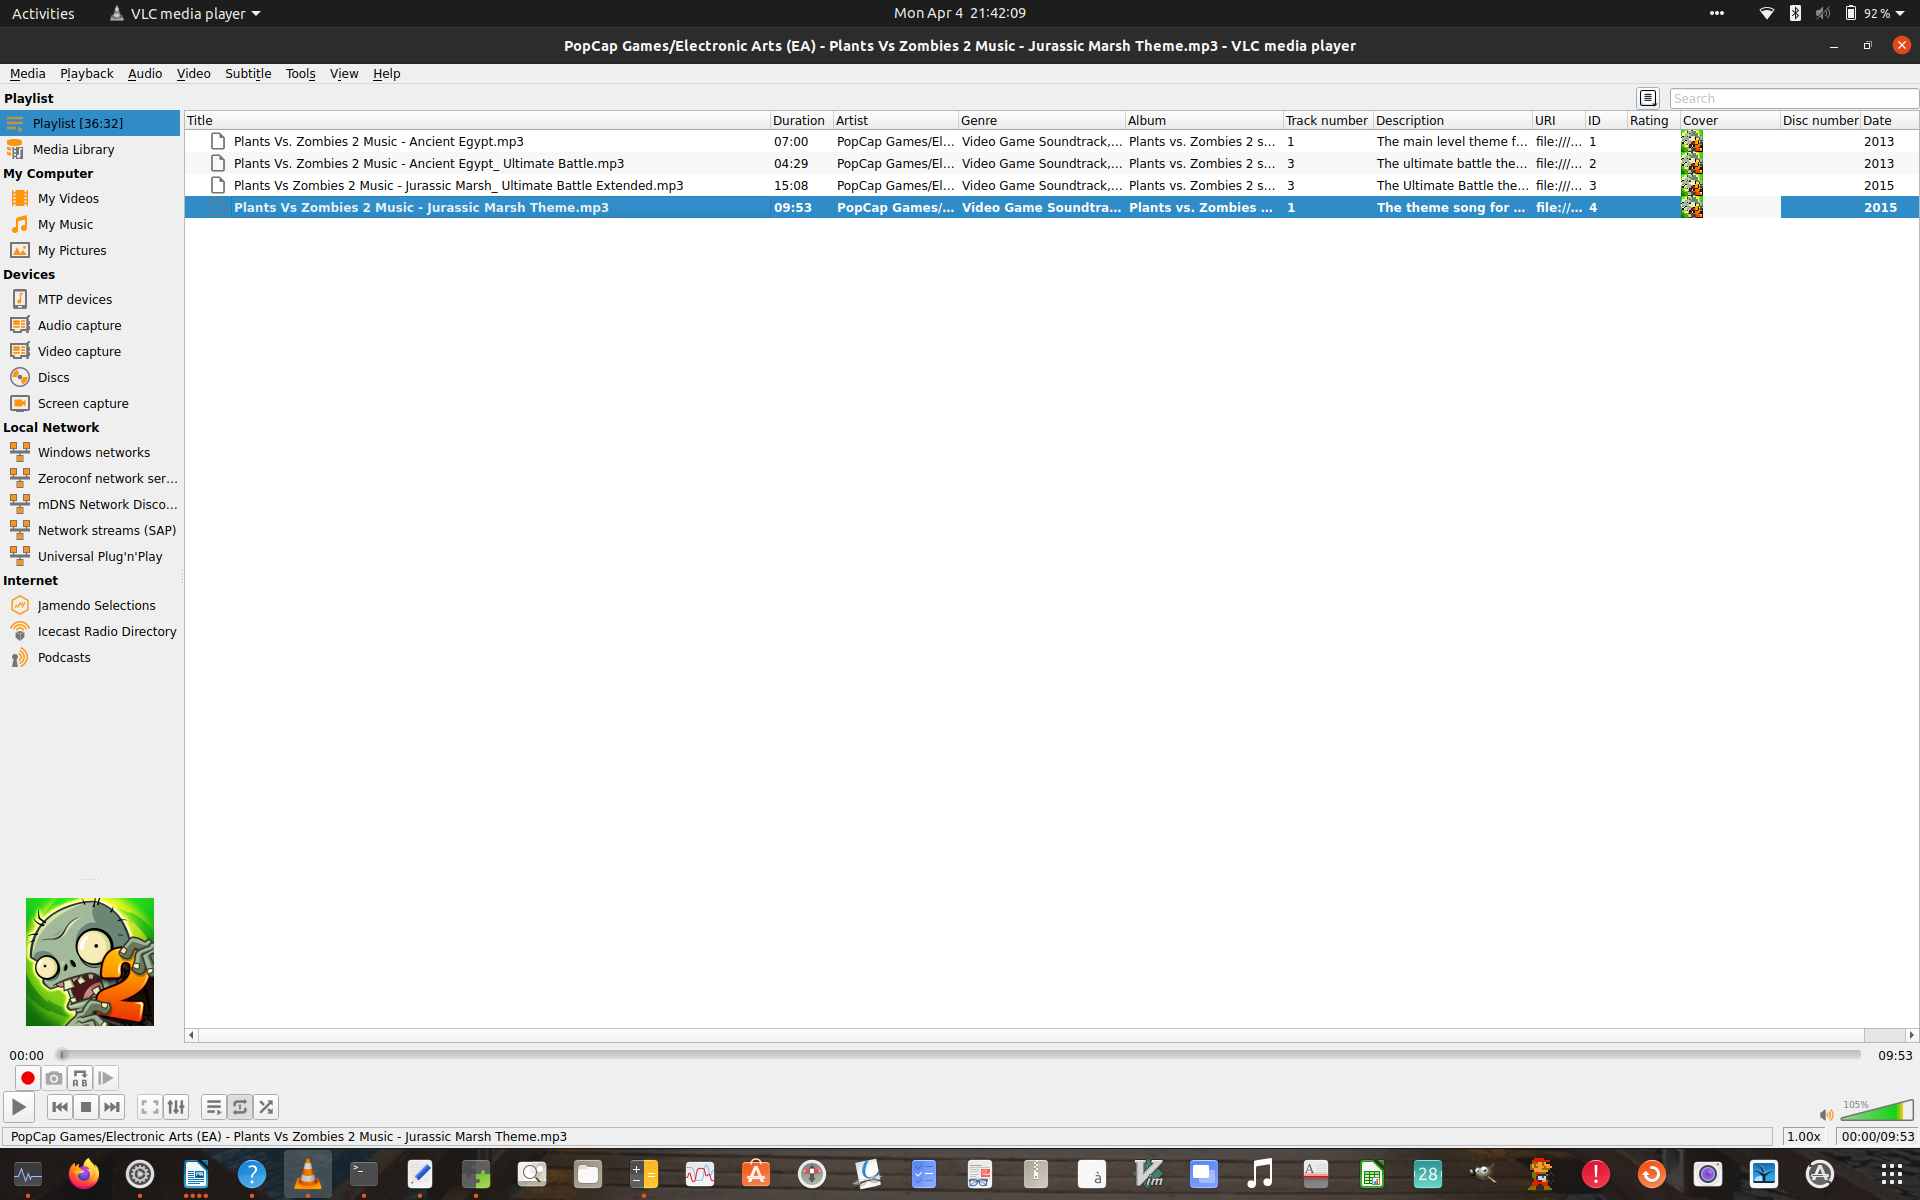 Activities VLC media player Mon Apr 4 21:42:09 92 %
PopCap Games/Electronic Arts (EA) - Plants Vs Zombies 2 Music - Jurassic Marsh Theme.mp3 - VLC media player
Media Playback Audio Video Subtitle Tools View Help
Playlist Search
Title Duration Artist Genre Album Track number Description URI ID Rating Cover Disc number Date
Playlist [36:32]
Plants Vs. Zombies 2 Music - Ancient Egypt.mp3 07:00 PopCap Games/El... Video Game Soundtrack,... Plants vs. Zombies 2 s... 1 The main level theme f... file:///... 1 2013
Plants Vs. Zombies 2 Music - Ancient Egypt_ Ultimate Battle.mp3 04:29 PopCap Games/El... Video Game Soundtrack,... Plants vs. Zombies 2 s... 3 The ultimate battle the... file:///... 2 2013
Plants Vs Zombies 2 Music - Jurassic Marsh_ Ultimate Battle Extended.mp3 15:08 PopCap Games/El... Video Game Soundtrack,... Plants vs. Zombies 2 s... 3 The Ultimate Battle the... file:///... 3 2015
Plants Vs Zombies 2 Music - Jurassic Marsh Theme.mp3 09:53 PopCap Games/... Video Game Soundtra... Plants vs. Zombies ... 1 The theme song for ... file://... 4 2015
Media Library
My Computer
My Videos
My Music
My Pictures
Devices
MTP devices
Audio capture
Video capture
Discs
Screen capture
Local Network
Windows networks
Zeroconf network ser...
mDNS Network Disco...
Network streams (SAP)
Universal Plug'n'Play
Internet
Jamendo Selections
Icecast Radio Directory
Podcasts
2
00:00 09:53
A B
105%
PopCap Games/Electronic Arts (EA) - Plants Vs Zombies 2 Music - Jurassic Marsh Theme.mp3 1.00x 00:00/09:53
? >_ à Vim A 28 !